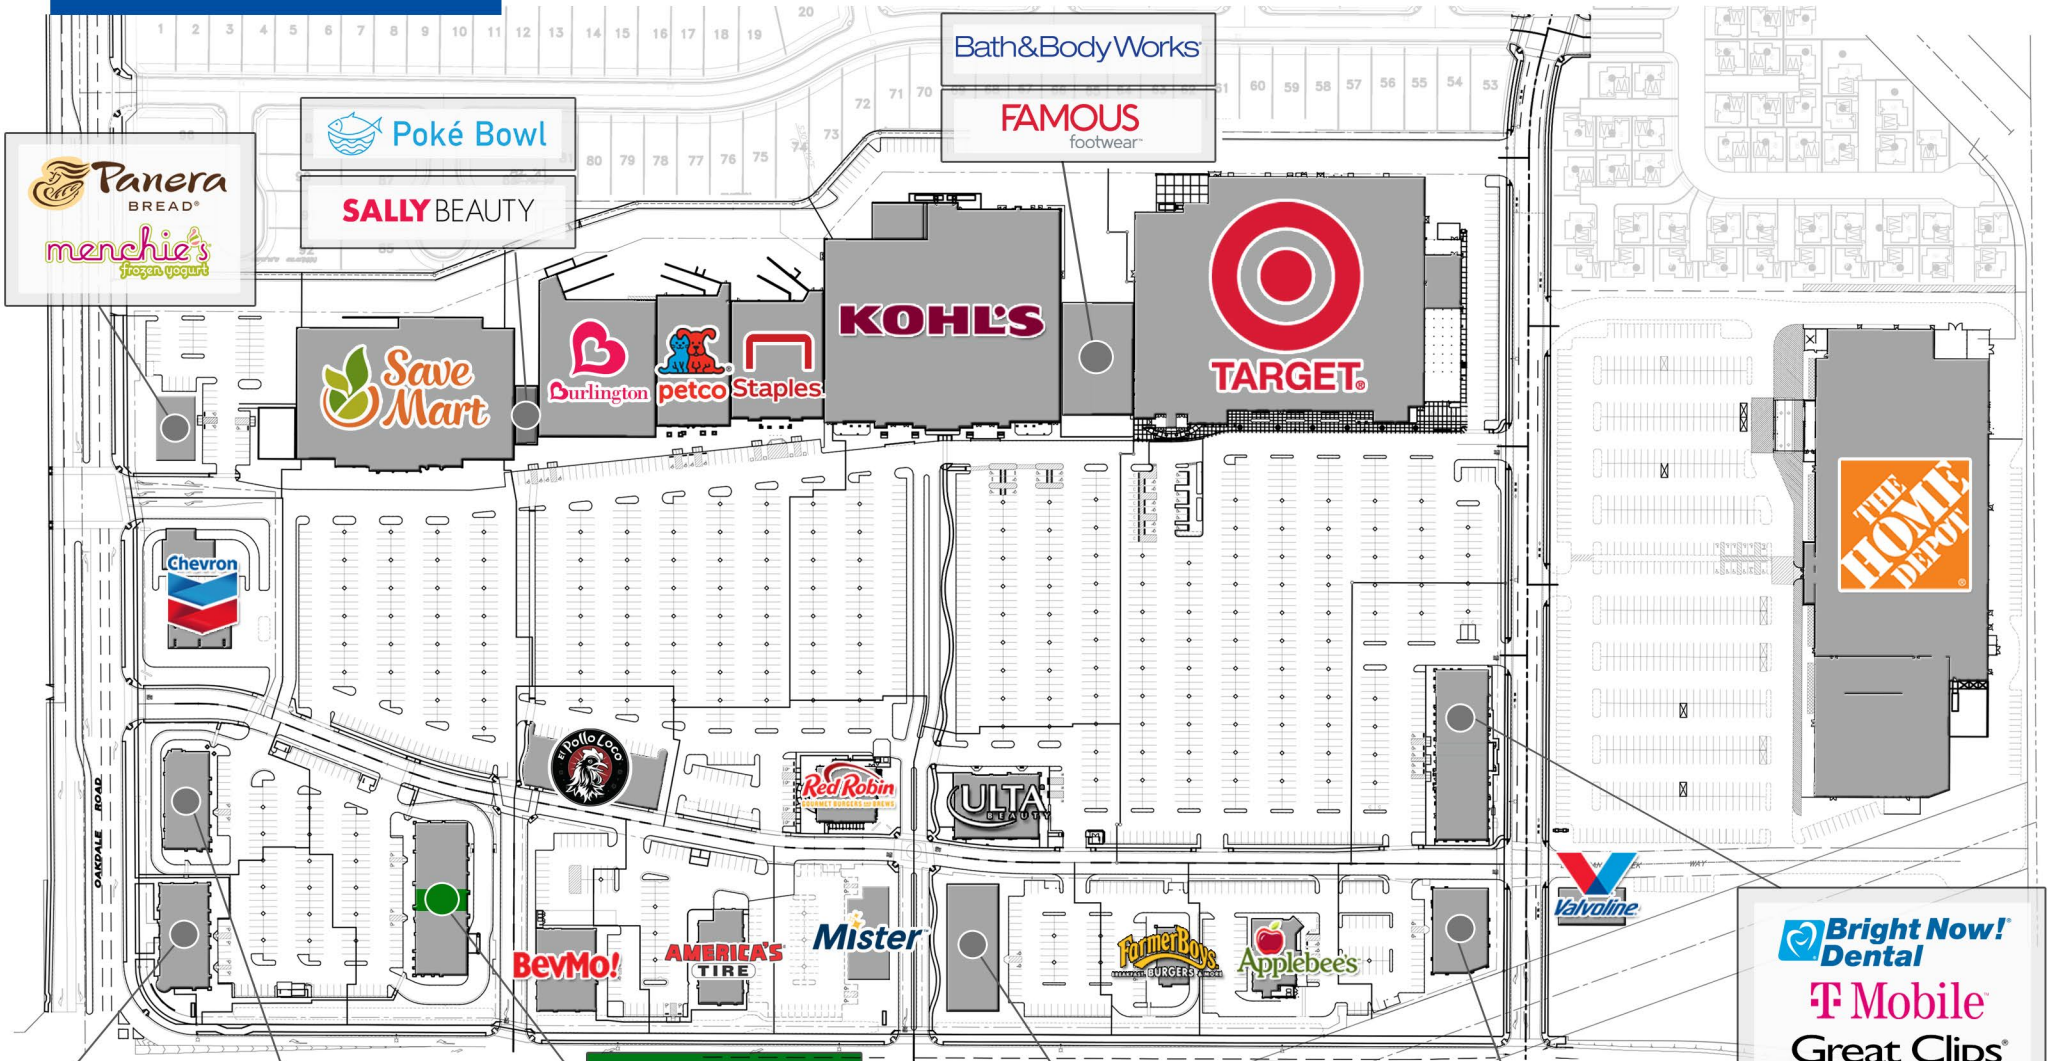 1 2 3 4 5 6 7 8 9 10 11 12 13 14 15 16 17 18 19 20
Bath&Body Works
FAMOUS
footwear
72 71 70
61 60 59 58 57 56 55 54 53
73
74
80 79 78 77 76 75
Poké Bowl
SALLY BEAUTY
Panera
BREAD®
menchie's
frozen yogurt
Save
Mart
Burlington
petco
Staples
KOHL'S
TARGET®
THE
HOME
DEPOT
Chevron
El Pollo Loco
Red Robin
GOURMET BURGERS AND BREWS
ULTA
BEAUTY
OAKDALE ROAD
WAY
Valvoline
BevMo!
AMERICA'S
TIRE
Mister
FarmerBoys
BREAKFAST, BURGERS & MORE
Applebee's
Bright Now!®
Dental
T Mobile
Great Clips®